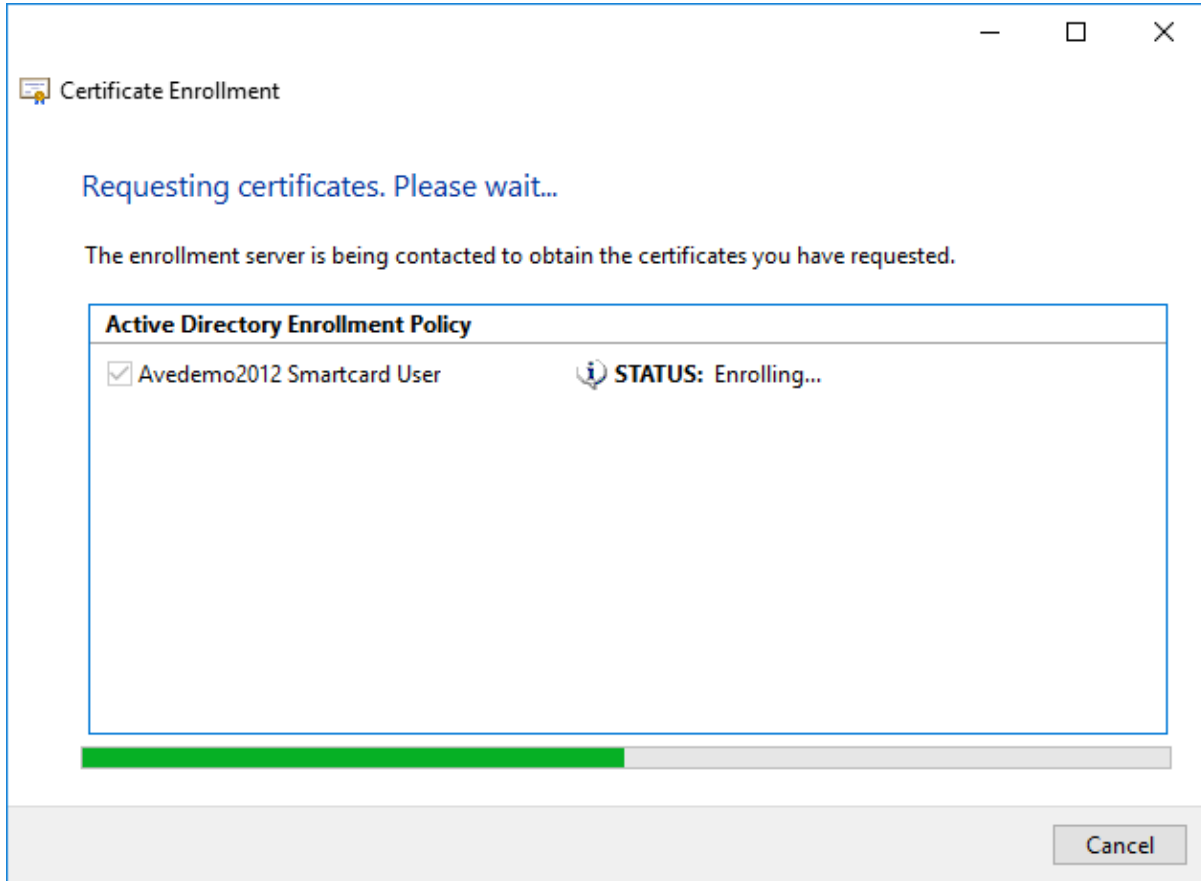 Certificate Enrollment
Requesting certificates. Please wait...
The enrollment server is being contacted to obtain the certificates you have requested.
Active Directory Enrollment Policy
Avedemo2012 Smartcard User STATUS: Enrolling...
Cancel